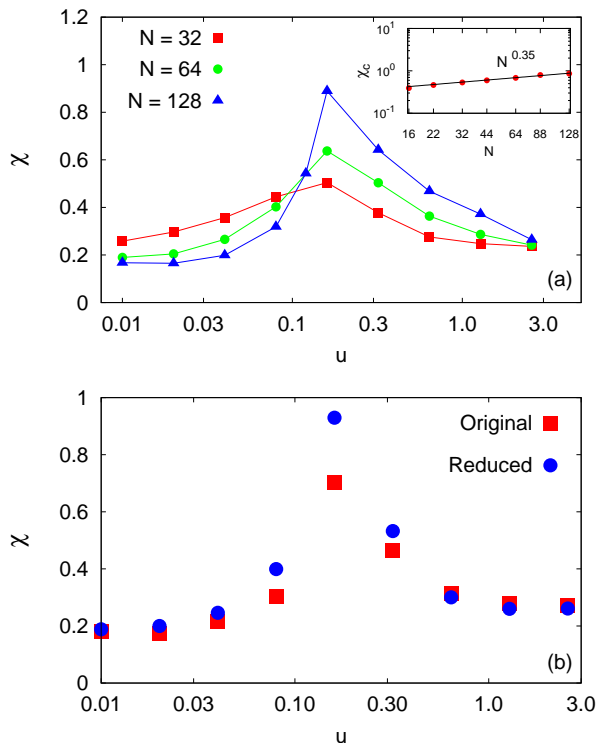 (a)
N = 32
N = 64
N = 128
1.2
1
0.8
0.6
0.4
0.2
0
χ
0.01
0.03
0.1
0.3
1.0
3.0
u
10^1
10^0
10^-1
χc
N^0.35
16
22
32
44
64
88
128
N
(a)
Original
Reduced
1
0.8
0.6
0.4
0.2
0
χ
0.01
0.03
0.10
0.30
1.00
3.0
u
(b)